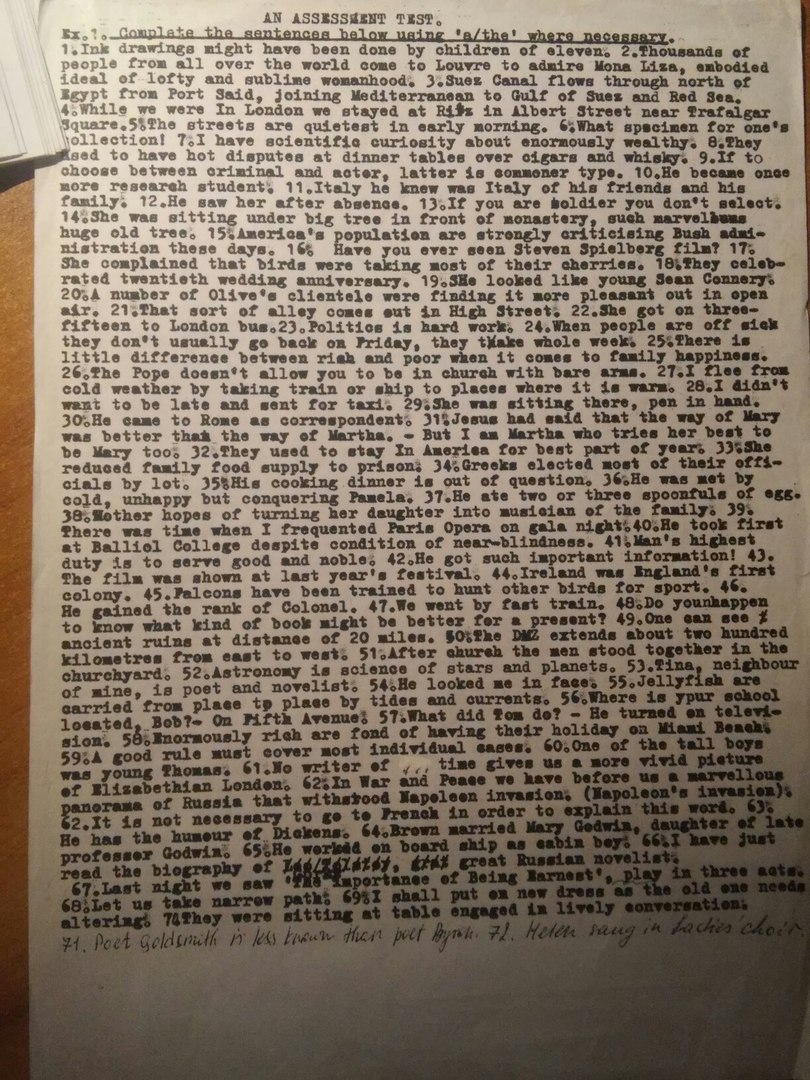 AN ASSESSMENT TEST.
Ex.1. Complete the sentences below using 'a/the' where necessary.
1.Ink drawings might have been done by children of eleven. 2.Thousands of
people from all over the world come to Louvre to admire Mona Liza, embodied
ideal of lofty and sublime womanhood. 3.Suez Canal flows through north of
Egypt from Port Said, joining Mediterranean to Gulf of Suez and Red Sea.
4.While we were In London we stayed at Ritz in Albert Street near Trafalgar
Square.5.The streets are quietest in early morning. 6.What specimen for one's
collection! 7.I have scientific curiosity about enormously wealthy. 8.They
used to have hot disputes at dinner tables over cigars and whisky. 9.If to
choose between criminal and actor, latter is commoner type. 10.He became once
more research student. 11.Italy he knew was Italy of his friends and his
family. 12.He saw her after absence. 13.If you are soldier you don't select.
14.She was sitting under big tree in front of monastery, such marvellous
huge old tree. 15.America's population are strongly criticising Bush admi-
nistration these days. 16. Have you ever seen Steven Spielberg film? 17.
She complained that birds were taking most of their cherries. 18.They celeb-
rated twentieth wedding anniversary. 19.SHe looked like young Sean Connery.
20.A number of Olive's clientele were finding it more pleasant out in open
air. 21.That sort of alley comes out in High Street. 22.She got on three-
fifteen to London bus.23.Politics is hard work. 24.When people are off sick
they don't usually go back on Friday, they take whole week. 25.There is
little difference between rich and poor when it comes to family happiness.
26.The Pope doesn't allow you to be in church with bare arms. 27.I flee from
cold weather by taking train or ship to places where it is warm. 28.I didn't
want to be late and sent for taxi. 29.She was sitting there, pen in hand.
30.He came to Rome as correspondent. 31.Jesus had said that the way of Mary
was better than the way of Martha. - But I am Martha who tries her best to
be Mary too. 32.They used to stay In America for best part of year. 33.She
reduced family food supply to prison. 34.Greeks elected most of their offi-
cials by lot. 35.His cooking dinner is out of question. 36.He was met by
cold, unhappy but conquering Pamela. 37.He ate two or three spoonfuls of egg.
38.Mother hopes of turning her daughter into musician of the family. 39.
There was time when I frequented Paris Opera on gala night.40.He took first
at Balliol College despite condition of near-blindness. 41.Man's highest
duty is to serve good and noble. 42.He got such important information! 43.
The film was shown at last year's festival. 44.Ireland was England's first
colony. 45.Falcons have been trained to hunt other birds for sport. 46.
He gained the rank of Colonel. 47.We went by fast train. 48.Do younhappen
to know what kind of book might be better for a present? 49.One can see
ancient ruins at distance of 20 miles. 50.The DMZ extends about two hundred
kilometres from east to west. 51.After church the men stood together in the
churchyard. 52.Astronomy is science of stars and planets. 53.Tina, neighbour
of mine, is poet and novelist. 54.He looked me in face. 55.Jellyfish are
carried from place tp place by tides and currents. 56.Where is ypur school
located, Bob?- On Fifth Avenue. 57.What did Tom do? - He turned on televi-
sion. 58.Enormously rich are fond of having their holiday on Miami Beach.
59.A good rule must cover most individual cases. 60.One of the tall boys
was young Thomas. 61.No writer of ... time gives us a more vivid picture
of Elizabethian London. 62.In War and Peace we have before us a marvellous
panorama of Russia that withstood Napoleon invasion. (Napoleon's invasion).
62.It is not necessary to go to French in order to explain this word. 63.
He has the humour of Dickens. 64.Brown married Mary Godwin, daughter of late
professor Godwin. 65.He worked on board ship as cabin boy. 66.I have just
read the biography of great Russian novelist.
67.Last night we saw 'The Importance of Being Earnest', play in three acts.
68.Let us take narrow path. 69.I shall put on new dress as the old one needs
altering. 70.They were sitting at table engaged in lively conversation.
71. Poet Goldsmith is less known than poet Byron. 72. Helen sang in Ladies' choir.